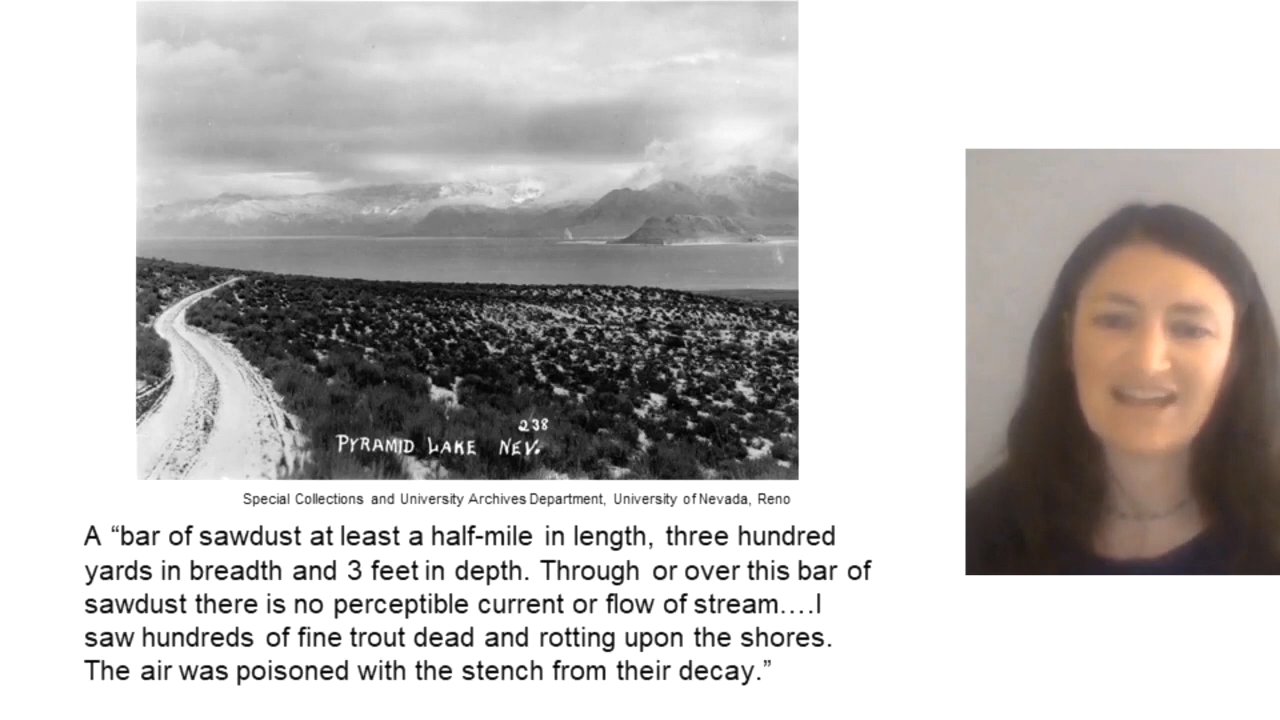 238
PYRAMID LAKE NEV.
Special Collections and University Archives Department, University of Nevada, Reno
A “bar of sawdust at least a half-mile in length, three hundred
yards in breadth and 3 feet in depth. Through or over this bar of
sawdust there is no perceptible current or flow of stream….I
saw hundreds of fine trout dead and rotting upon the shores.
The air was poisoned with the stench from their decay.”